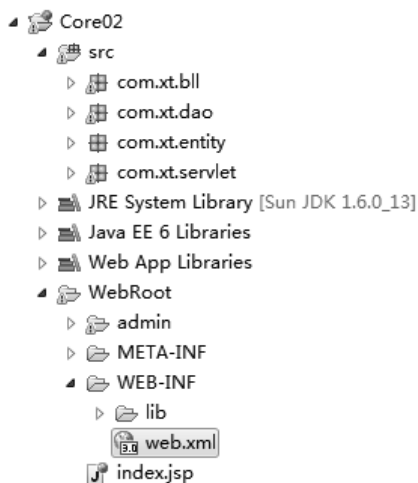 Core02
src
com.xt.bll
com.xt.dao
com.xt.entity
com.xt.servlet
JRE System Library [Sun JDK 1.6.0_13]
Java EE 6 Libraries
Web App Libraries
WebRoot
admin
META-INF
WEB-INF
lib
3.0 web.xml
index.jsp